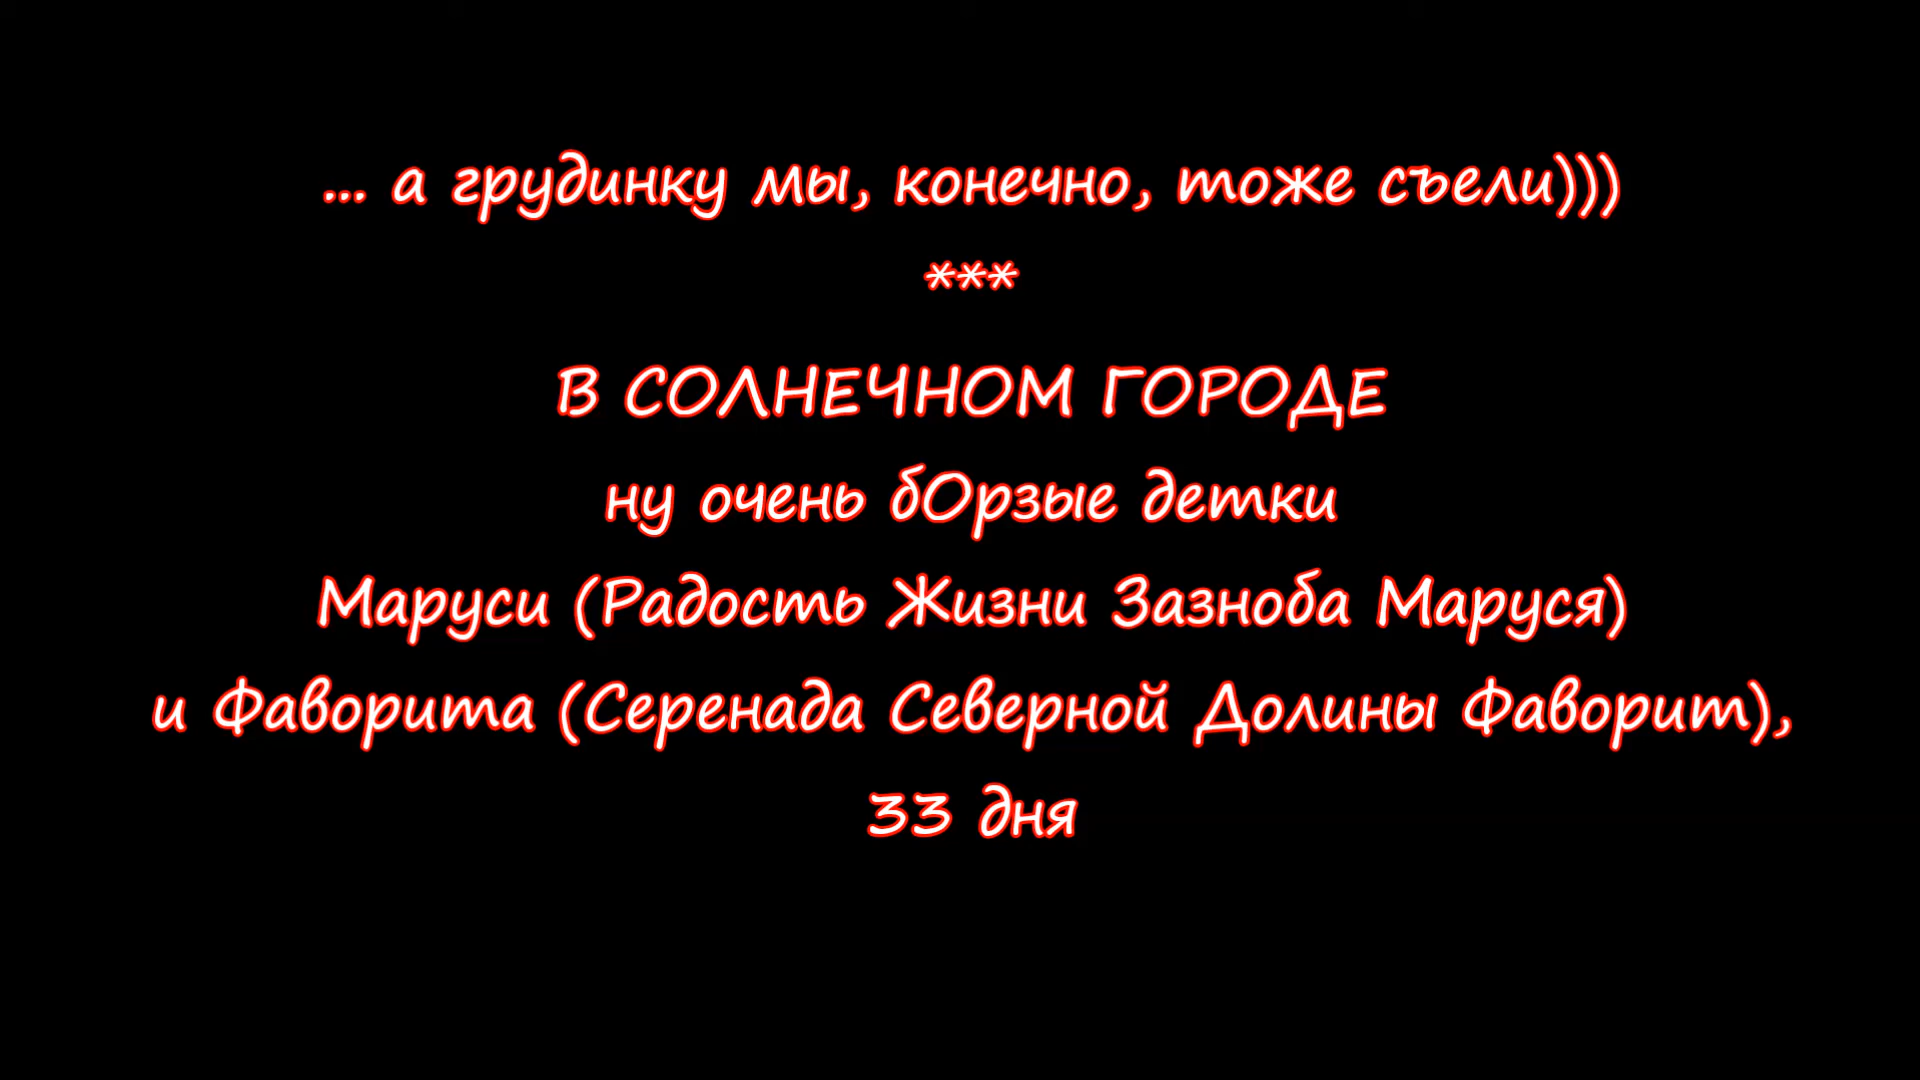 ... а грудинку мы, конечно, тоже съели)))
***
В СОЛНЕЧНОМ ГОРОДЕ
ну очень бОрзые детки
Маруси (Радость Жизни Зазноба Маруся)
и Фаворита (Серенада Северной Долины Фаворит),
33 дня